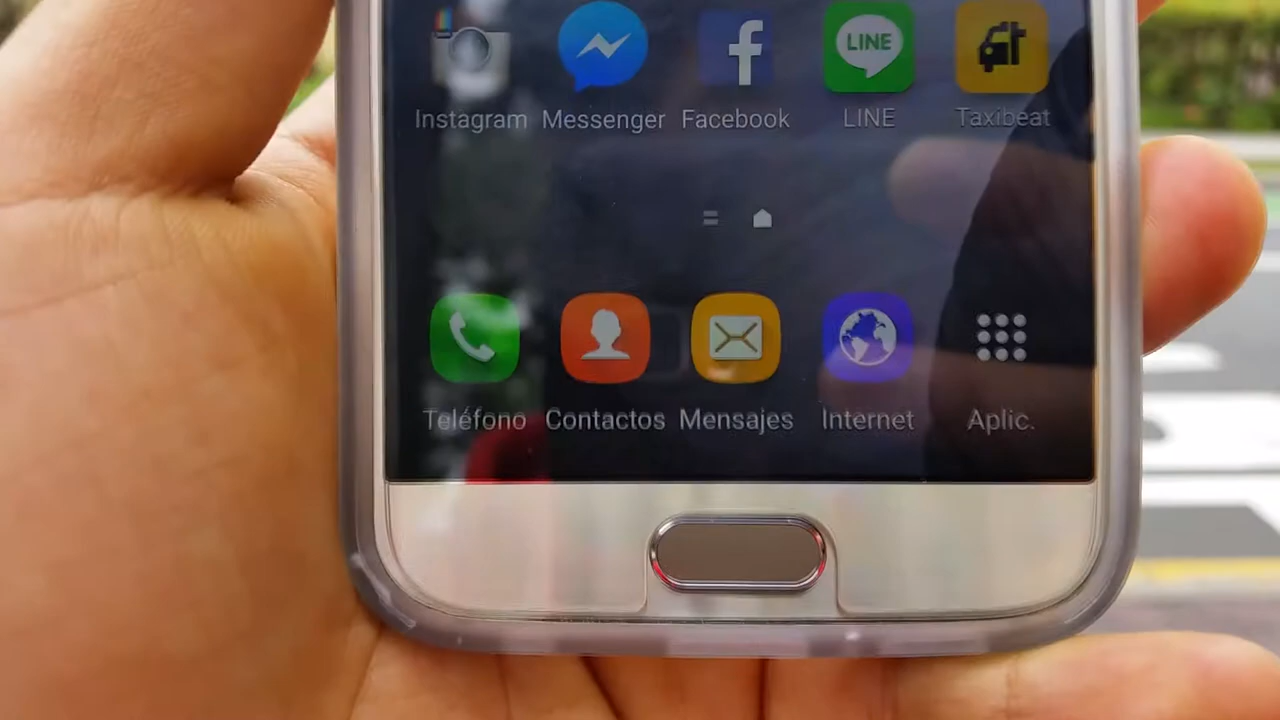 LINE
Instagram Messenger Facebook LINE Taxibeat
Teléfono Contactos Mensajes Internet Aplic.